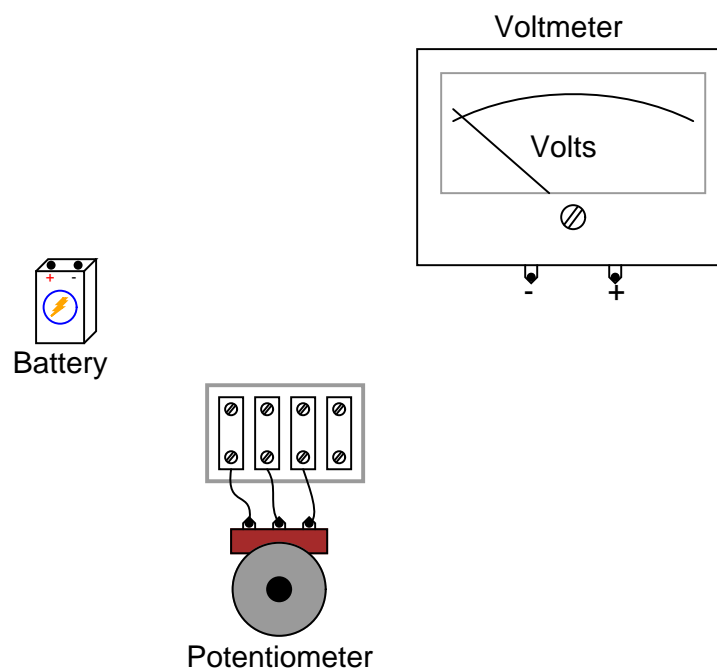 Voltmeter
Volts
- +
+ -
Battery
Potentiometer